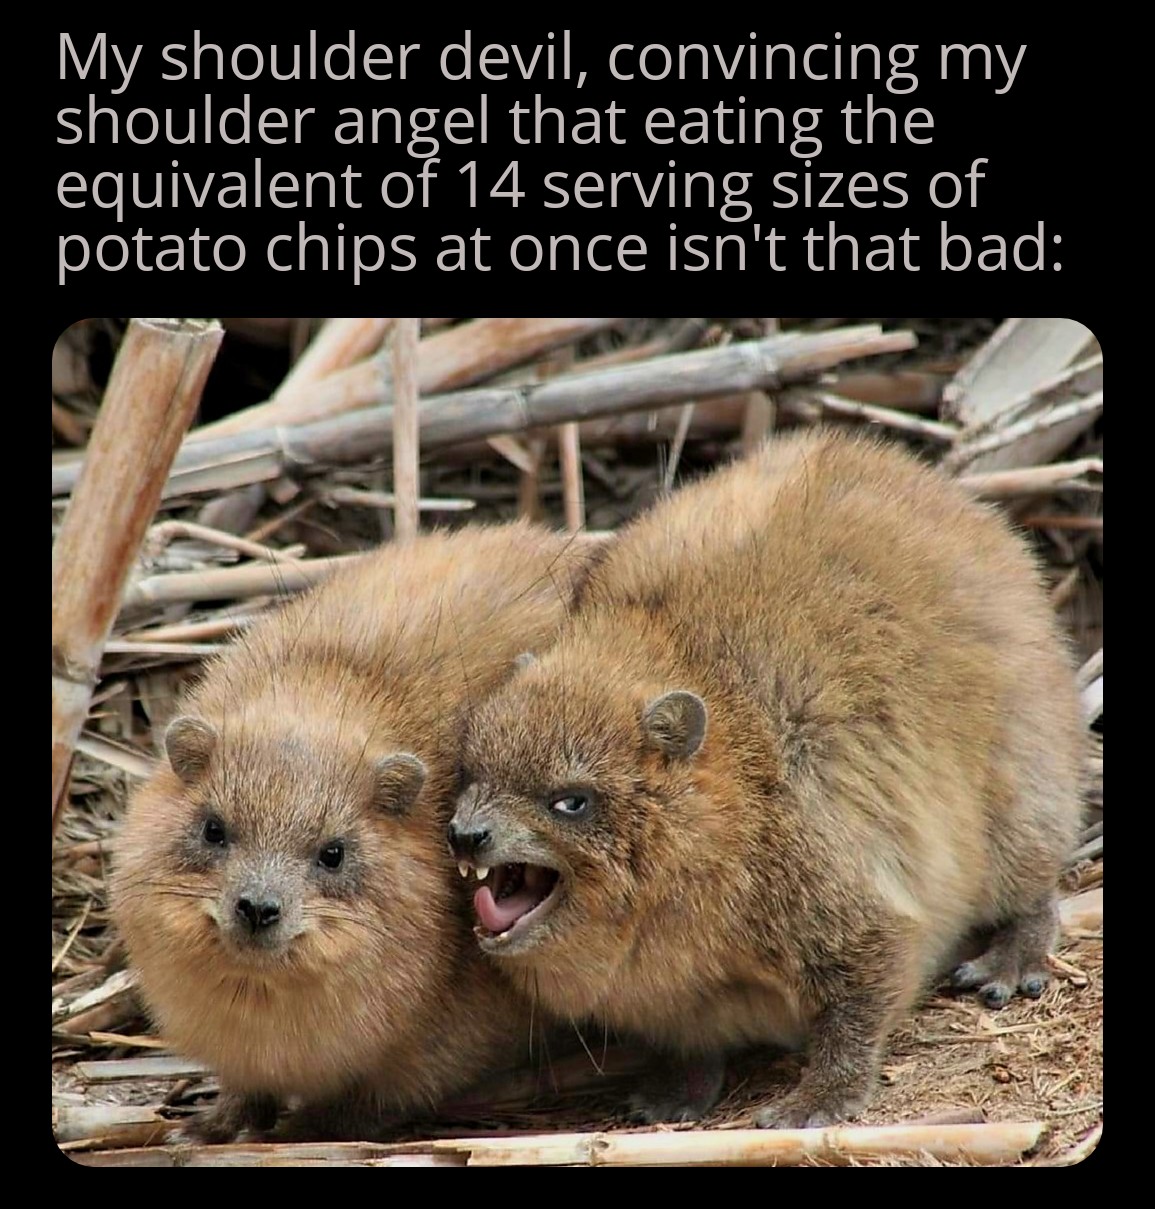 My shoulder devil, convincing my
shoulder angel that eating the
equivalent of 14 serving sizes of
potato chips at once isn't that bad: